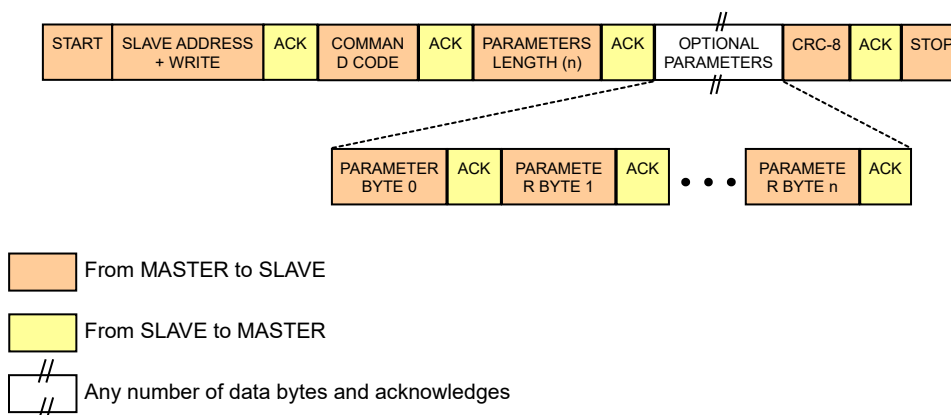 START
SLAVE ADDRESS
+ WRITE
ACK
COMMAN
D CODE
ACK
PARAMETERS
LENGTH (n)
ACK
OPTIONAL
PARAMETERS
CRC-8
ACK
STOP
PARAMETER
BYTE 0
ACK
PARAMETE
R BYTE 1
ACK
PARAMETE
R BYTE n
ACK
From MASTER to SLAVE
From SLAVE to MASTER
Any number of data bytes and acknowledges